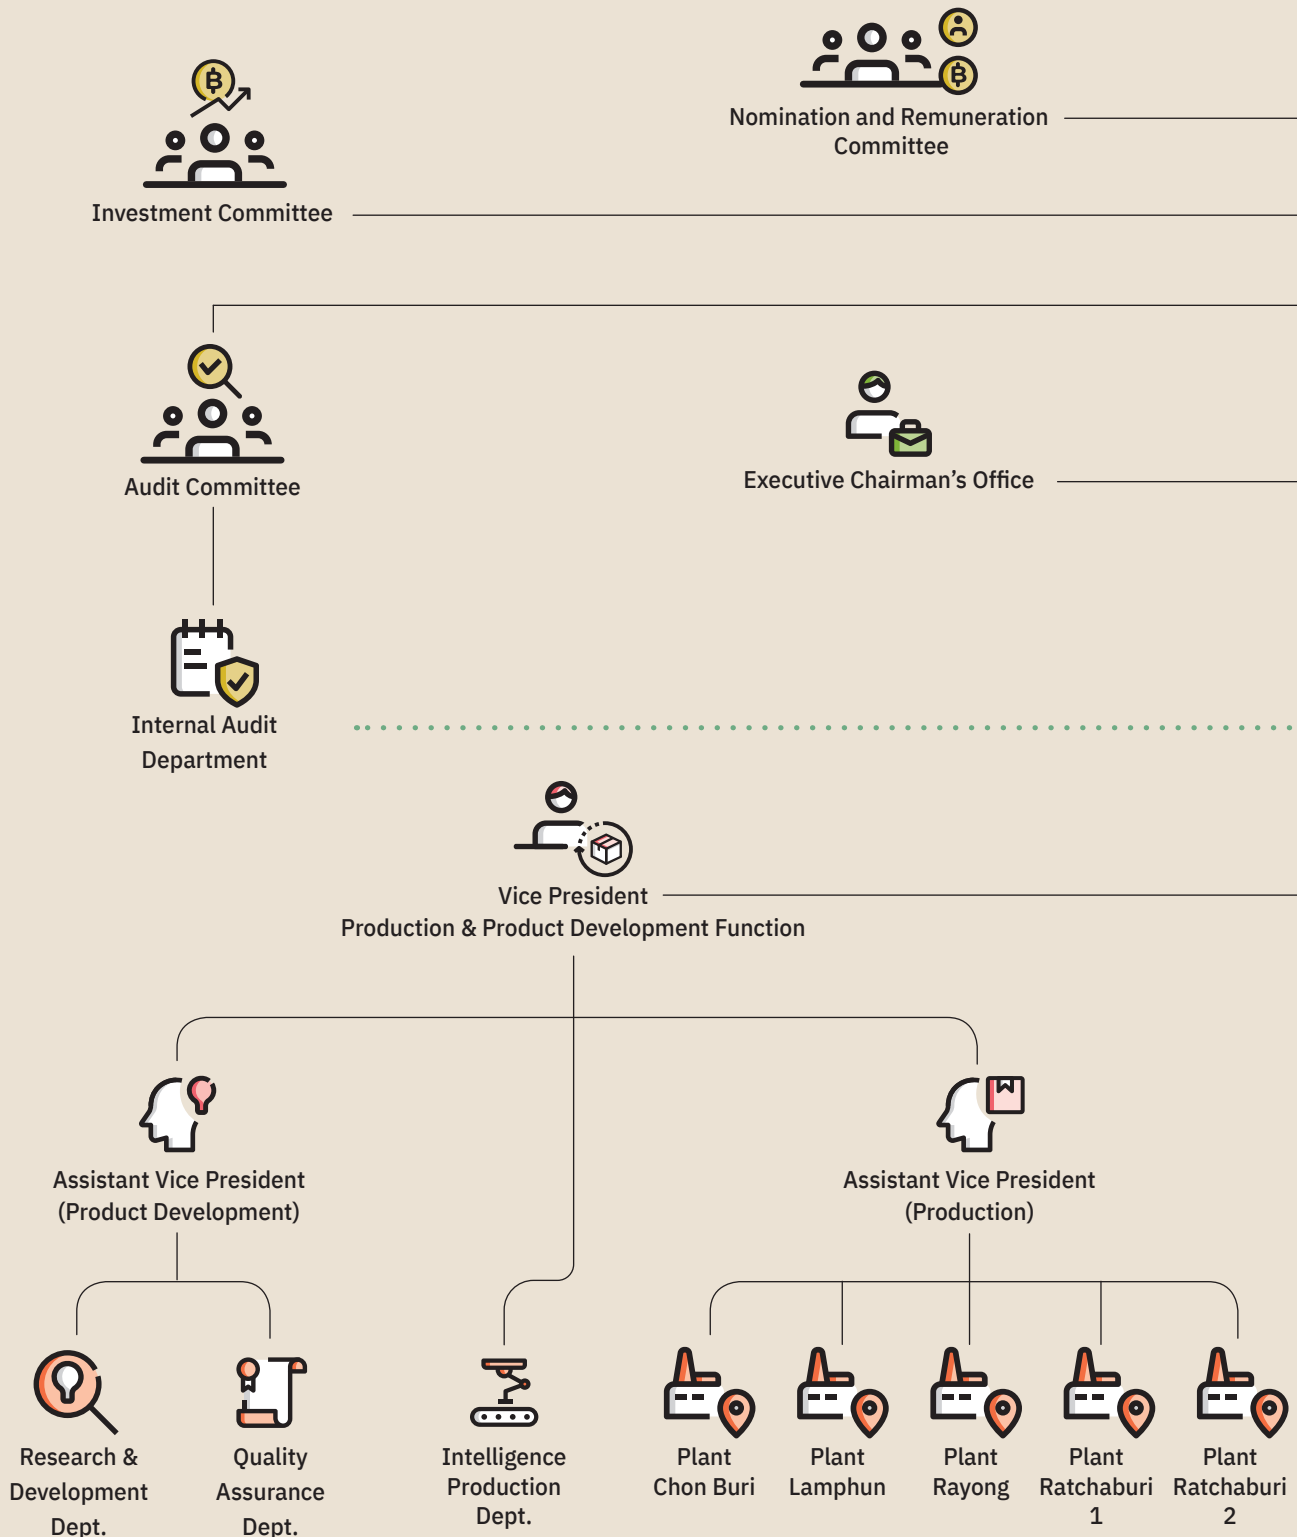 Nomination and Remuneration
Committee
Investment Committee
Audit Committee
Executive Chairman’s Office
Internal Audit
Department
Vice President
Production & Product Development Function
Assistant Vice President
(Product Development)
Assistant Vice President
(Production)
Research &
Development
Dept.
Quality
Assurance
Dept.
Intelligence
Production
Dept.
Plant
Chon Buri
Plant
Lamphun
Plant
Rayong
Plant
Ratchaburi
1
Plant
Ratchaburi
2